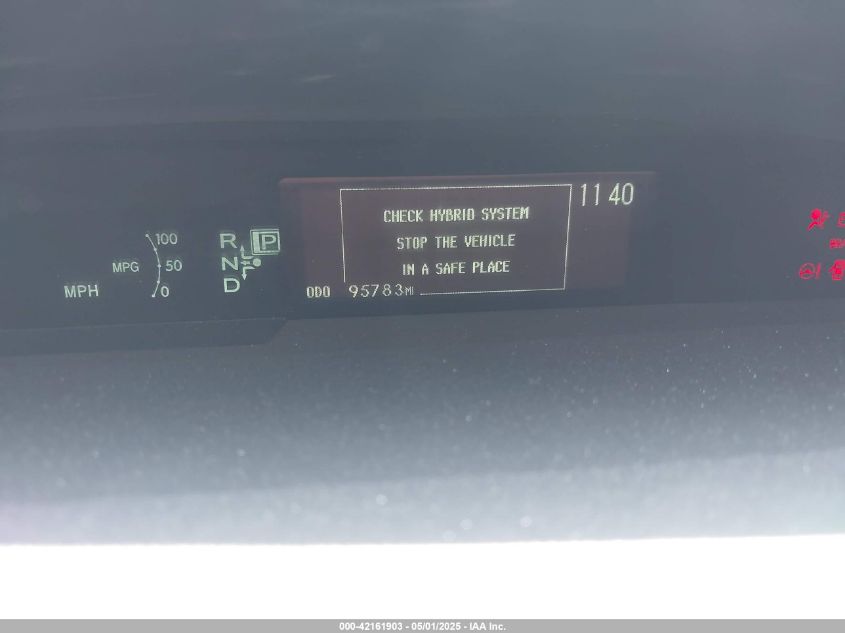 CHECK HYBRID SYSTEM
STOP THE VEHICLE
IN A SAFE PLACE
11 40
ODO 95783 MI
MPH
MPG
100
50
0
R
N
D
P
000-42161903 - 05/01/2025 - IAA Inc.